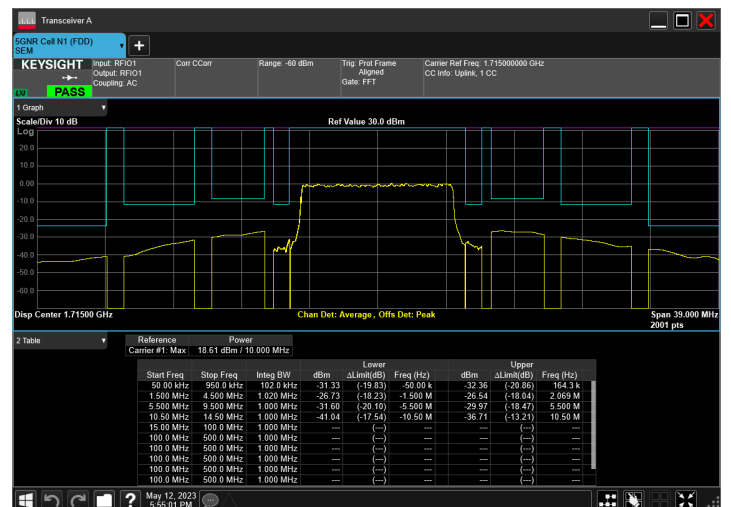 Transceiver A
5GNR Cell N1 (FDD)
SEM
+
KEYSIGHT
LXI PASS
Input: RFIO1
Output: RFIO1
Coupling: AC
Corr CCorr
Range: -60 dBm
Trig: Prot Frame
Aligned
Gate: FFT
Carrier Ref Freq: 1.715000000 GHz
CC Info: Uplink, 1 CC
1 Graph
Scale/Div 10 dB
Ref Value 30.0 dBm
Log
20.0
10.0
0.00
-10.0
-20.0
-30.0
-40.0
-50.0
-60.0
Disp Center 1.71500 GHz
Chan Det: Average, Offs Det: Peak
Span 39.000 MHz
2001 pts
2 Table
Reference Power
Carrier #1: Max 18.61 dBm / 10.000 MHz
Lower Upper
Start Freq Stop Freq Integ BW dBm ΔLimit(dB) Freq (Hz) dBm ΔLimit(dB) Freq (Hz)
50.00 kHz 950.0 kHz 102.0 kHz -31.33 (-19.83) -50.00 k -32.36 (-20.86) 164.3 k
1.500 MHz 4.500 MHz 1.020 MHz -26.73 (-18.23) -1.500 M -26.54 (-18.04) 2.069 M
5.500 MHz 9.500 MHz 1.000 MHz -31.60 (-20.10) -5.500 M -29.97 (-18.47) 5.500 M
10.50 MHz 14.50 MHz 1.000 MHz -41.04 (-17.54) -10.50 M -36.71 (-13.21) 10.50 M
15.00 MHz 100.0 MHz 1.000 MHz --- (---) --- --- (---) ---
100.0 MHz 500.0 MHz 1.000 MHz --- (---) --- --- (---) ---
100.0 MHz 500.0 MHz 1.000 MHz --- (---) --- --- (---) ---
100.0 MHz 500.0 MHz 1.000 MHz --- (---) --- --- (---) ---
100.0 MHz 500.0 MHz 1.000 MHz --- (---) --- --- (---) ---
100.0 MHz 500.0 MHz 1.000 MHz --- (---) --- --- (---) ---
?
May 12, 2023
5:55:01 PM